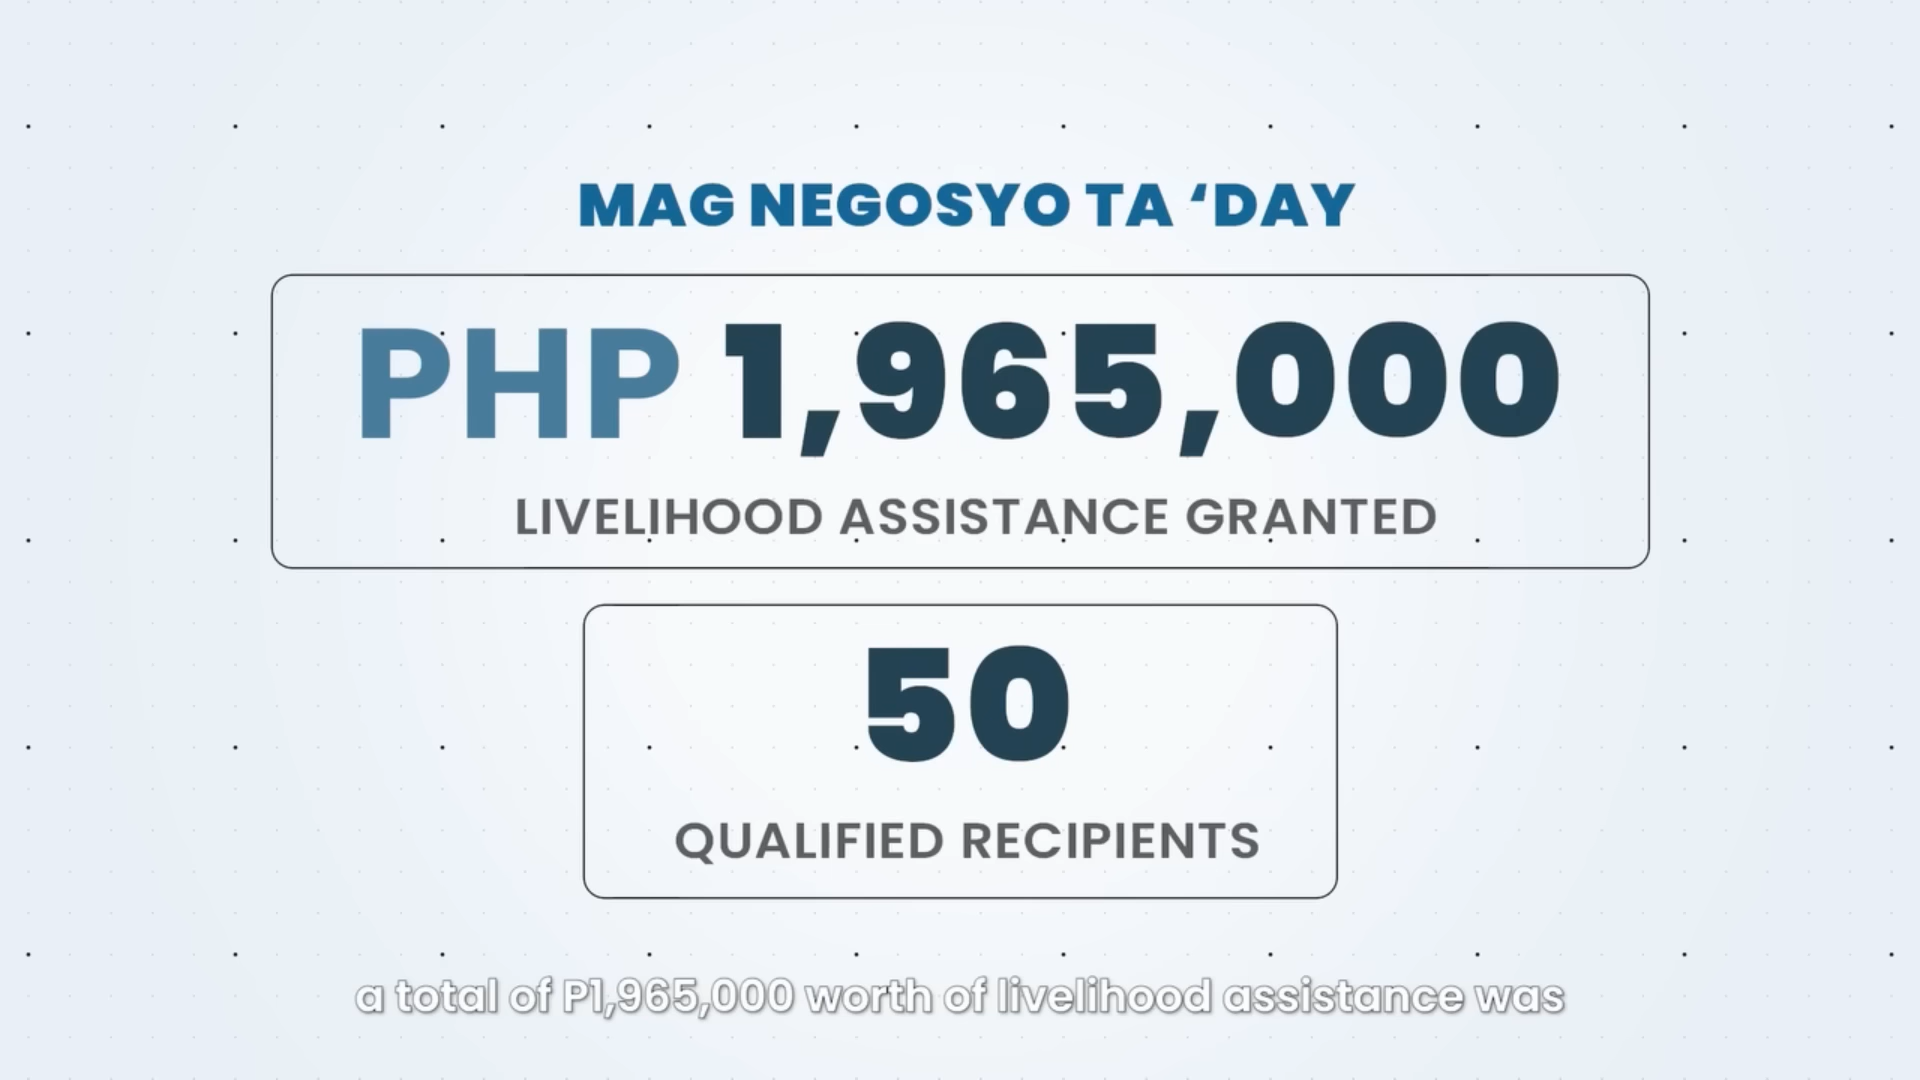 MAG NEGOSYO TA ‘DAY
PHP 1,965,000
LIVELIHOOD ASSISTANCE GRANTED
50
QUALIFIED RECIPIENTS
a total of P1,965,000 worth of livelihood assistance was